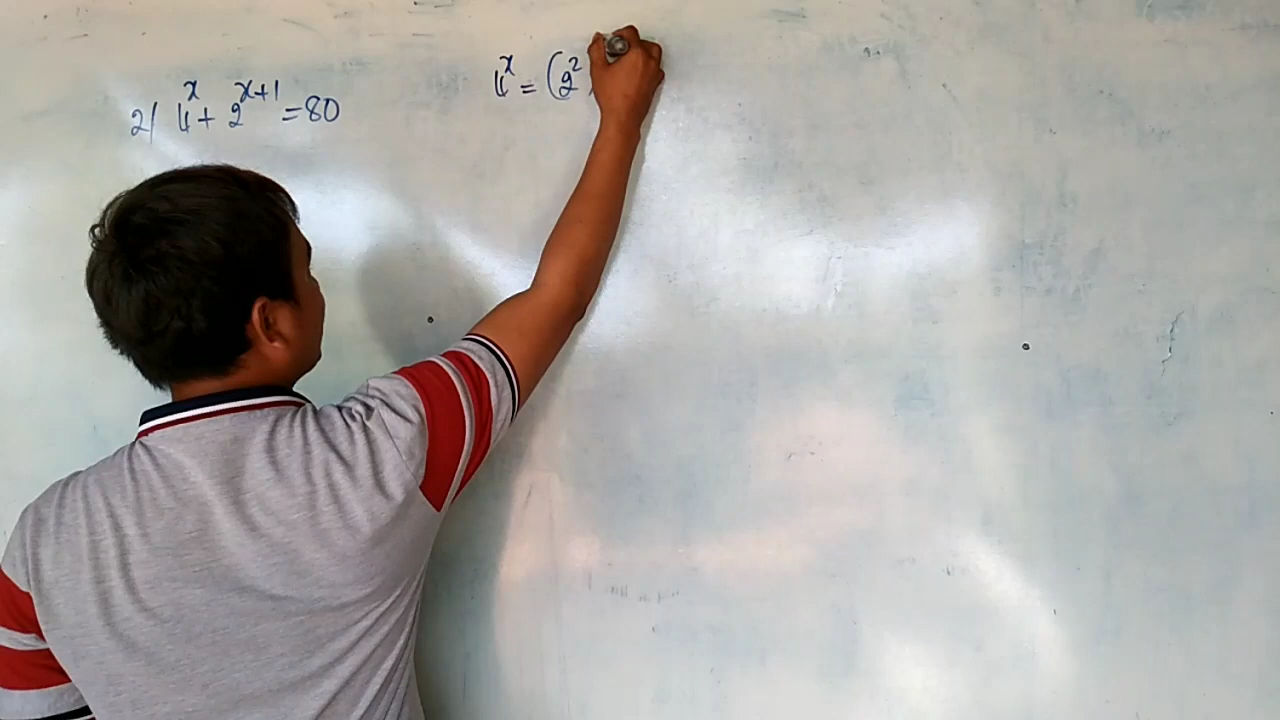 2/ 4^x + 2^{x+1} = 80
4^x = (2^2)